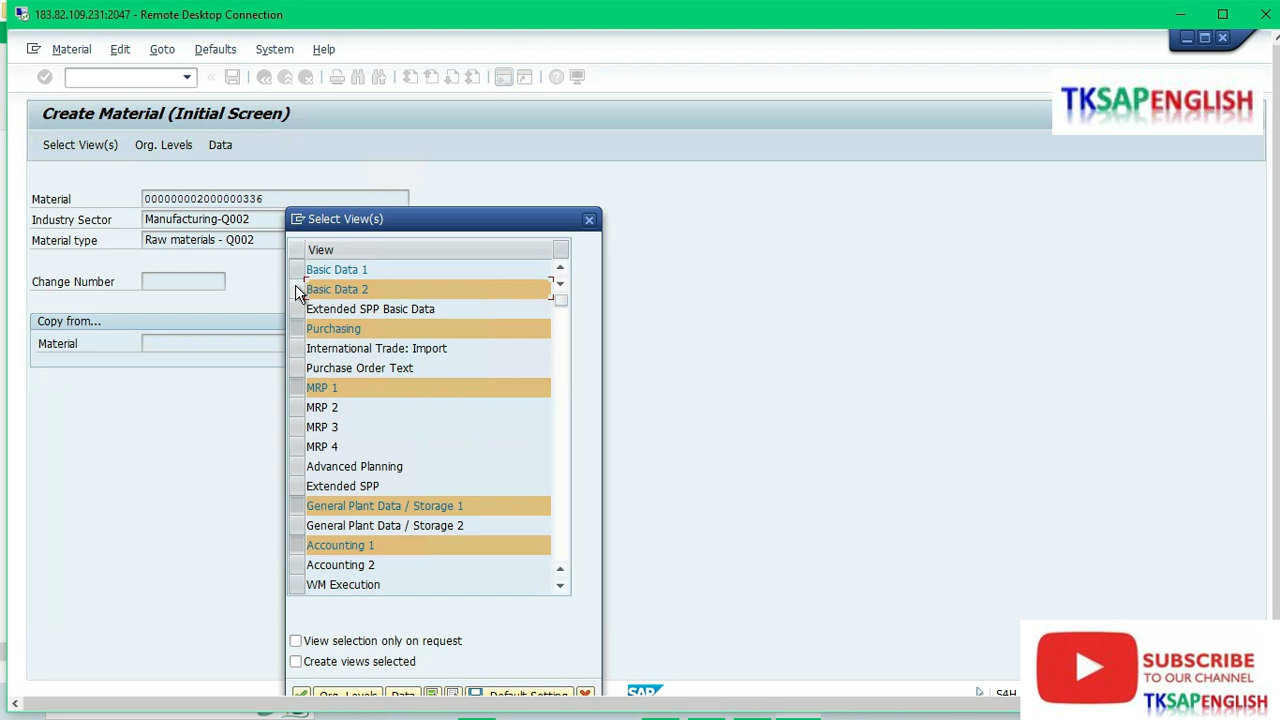 183.82.109.231:2047 - Remote Desktop Connection
Material Edit Goto Defaults System Help
TKSAPENGLISH
Create Material (Initial Screen)
Select View(s) Org. Levels Data
Material 000000002000000336
Industry Sector Manufacturing-Q002
Material type Raw materials - Q002
Change Number
Copy from...
Material
Select View(s)
View
Basic Data 1
Basic Data 2
Extended SPP Basic Data
Purchasing
International Trade: Import
Purchase Order Text
MRP 1
MRP 2
MRP 3
MRP 4
Advanced Planning
Extended SPP
General Plant Data / Storage 1
General Plant Data / Storage 2
Accounting 1
Accounting 2
WM Execution
View selection only on request
Create views selected
Org. Levels Data Default Setting
SAP
S4H
SUBSCRIBE
TO OUR CHANNEL
TKSAPENGLISH